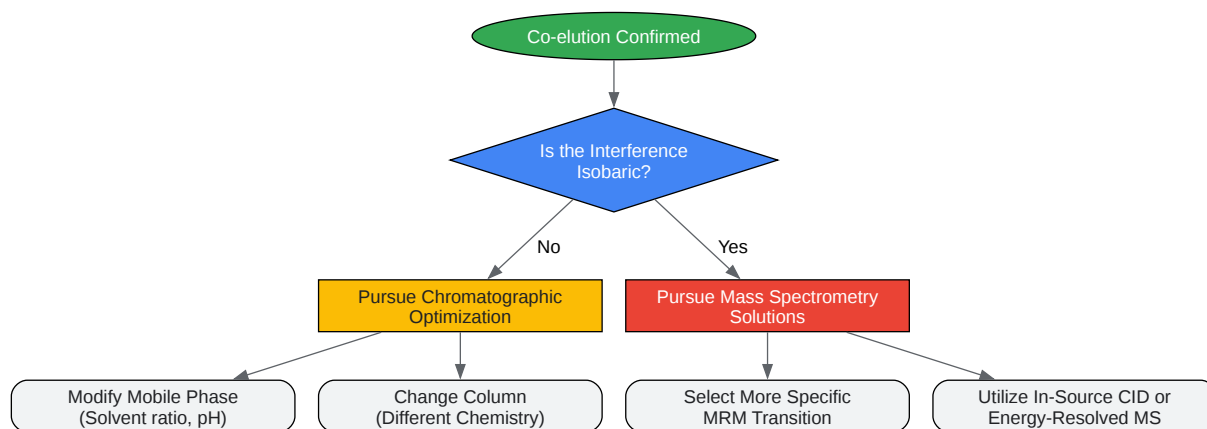 Co-elution Confirmed
Is the Interference
Isobaric?
No
Yes
Pursue Chromatographic
Optimization
Pursue Mass Spectrometry
Solutions
Modify Mobile Phase
(Solvent ratio, pH)
Change Column
(Different Chemistry)
Select More Specific
MRM Transition
Utilize In-Source CID or
Energy-Resolved MS